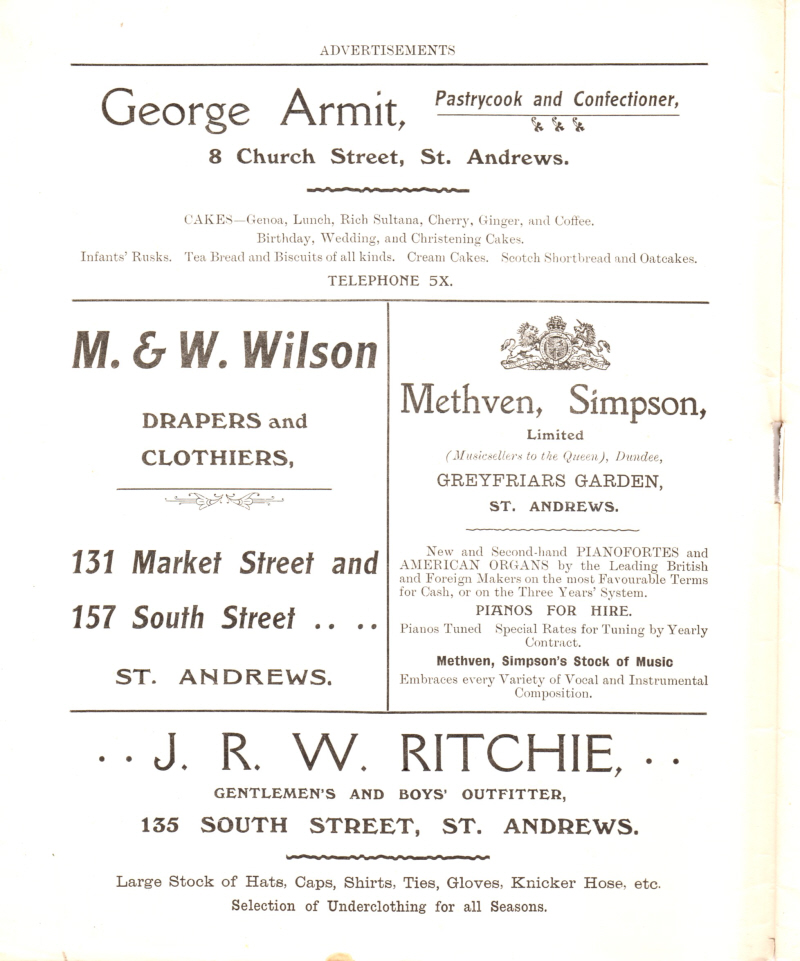 ADVERTISEMENTS
George Armit,
Pastrycook and Confectioner,
8 Church Street, St. Andrews.
CAKES—Genoa, Lunch, Rich Sultana, Cherry, Ginger, and Coffee.
Birthday, Wedding, and Christening Cakes.
Infants' Rusks. Tea Bread and Biscuits of all kinds. Cream Cakes. Scotch Shortbread and Oatcakes.
TELEPHONE 5X.
M. & W. Wilson
DRAPERS and
CLOTHIERS,
131 Market Street and
157 South Street .. ..
ST. ANDREWS.
Methven, Simpson,
Limited
(Musicsellers to the Queen), Dundee,
GREYFRIARS GARDEN,
ST. ANDREWS.
New and Second-hand PIANOFORTES and
AMERICAN ORGANS by the Leading British
and Foreign Makers on the most Favourable Terms
for Cash, or on the Three Years' System.
PIANOS FOR HIRE.
Pianos Tuned Special Rates for Tuning by Yearly
Contract.
Methven, Simpson's Stock of Music
Embraces every Variety of Vocal and Instrumental
Composition.
.. J. R. W. RITCHIE, ..
GENTLEMEN'S AND BOYS' OUTFITTER,
135 SOUTH STREET, ST. ANDREWS.
Large Stock of Hats, Caps, Shirts, Ties, Gloves, Knicker Hose, etc.
Selection of Underclothing for all Seasons.